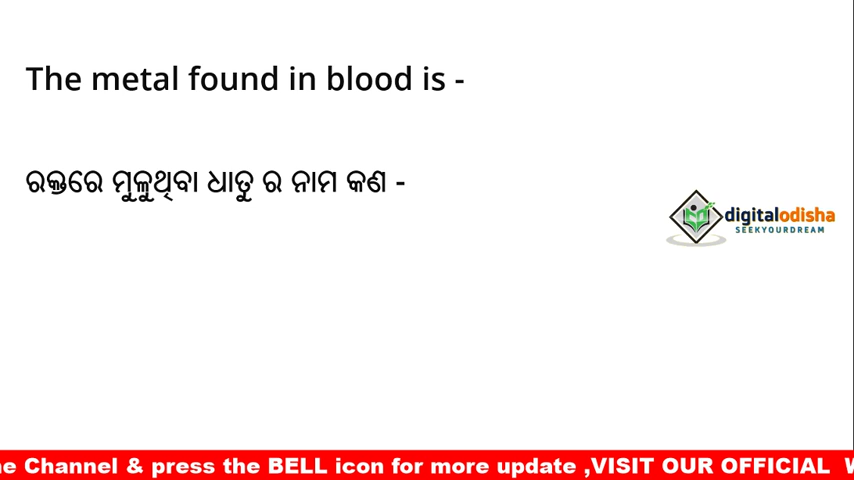 The metal found in blood is -
ରକ୍ତରେ ମୁଳୁଥିବା ଧାତୁ ର ନାମ କଣ -
digitalodisha
SEEKYOURDREAM
e Channel & press the BELL icon for more update ,VISIT OUR OFFICIAL W